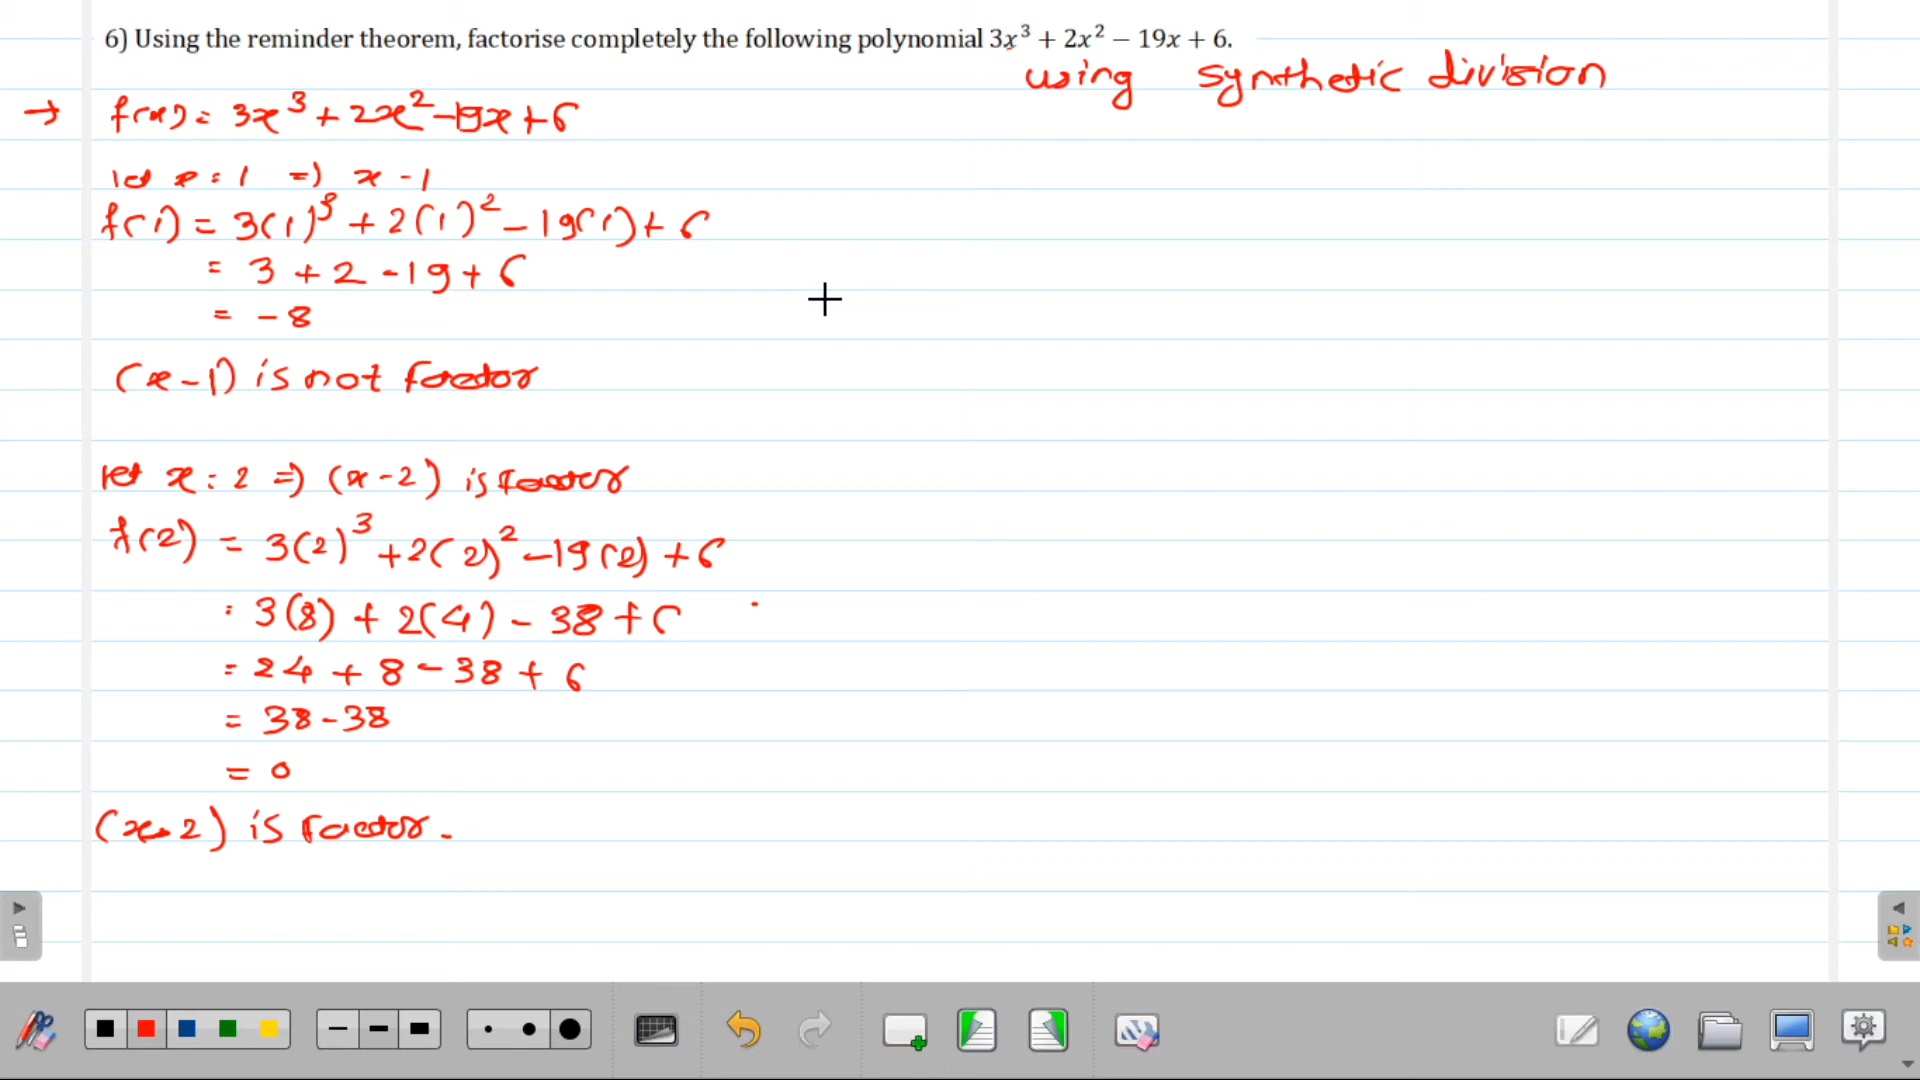 6) Using the reminder theorem, factorise completely the following polynomial 3x³ + 2x² − 19x + 6.
using synthetic division
→ f(x) = 3x³ + 2x² - 19x + 6
let x = 1 => x - 1
f(1) = 3(1)³ + 2(1)² - 19(1) + 6
= 3 + 2 - 19 + 6
= - 8
(x - 1) is not factor
let x = 2 => (x - 2) is factor
f(2) = 3(2)³ + 2(2)² - 19(2) + 6
= 3(8) + 2(4) - 38 + 6
= 24 + 8 - 38 + 6
= 38 - 38
= 0
(x - 2) is factor.